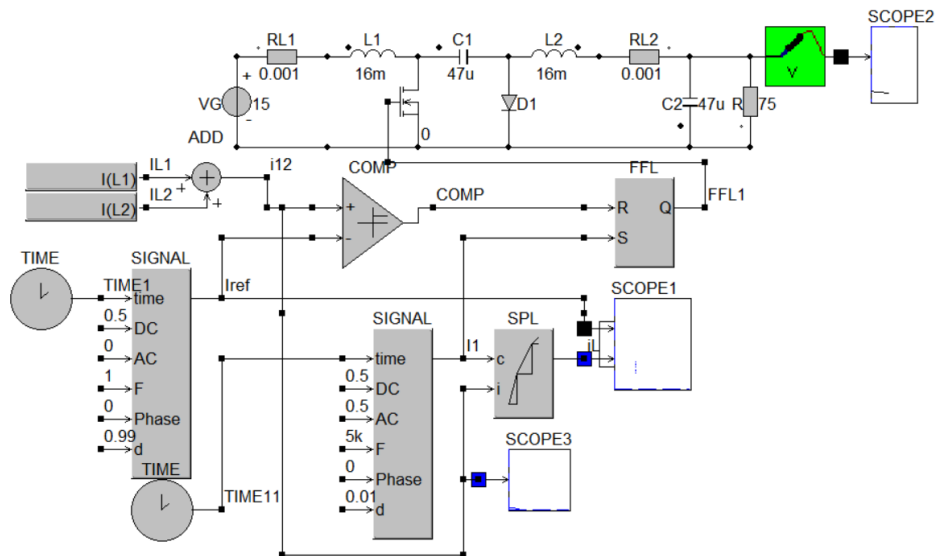 SCOPE2
RL1 L1 C1 L2 RL2
0.001 16m 47u 16m 0.001
V
VG 15 D1 C2 47u R 75
ADD 0
IL1 i12 COMP FFL
I(L1)
IL2 + + COMP R Q FFL1
I(L2) + - S
TIME SIGNAL
TIME1 Iref SCOPE1
time
0.5 SIGNAL SPL
DC I1 iL
0 time c
AC 0.5
1 DC i
F 0.5
0 AC
Phase 5k SCOPE3
0.99 F
d 0
TIME Phase
TIME11 0.01
d